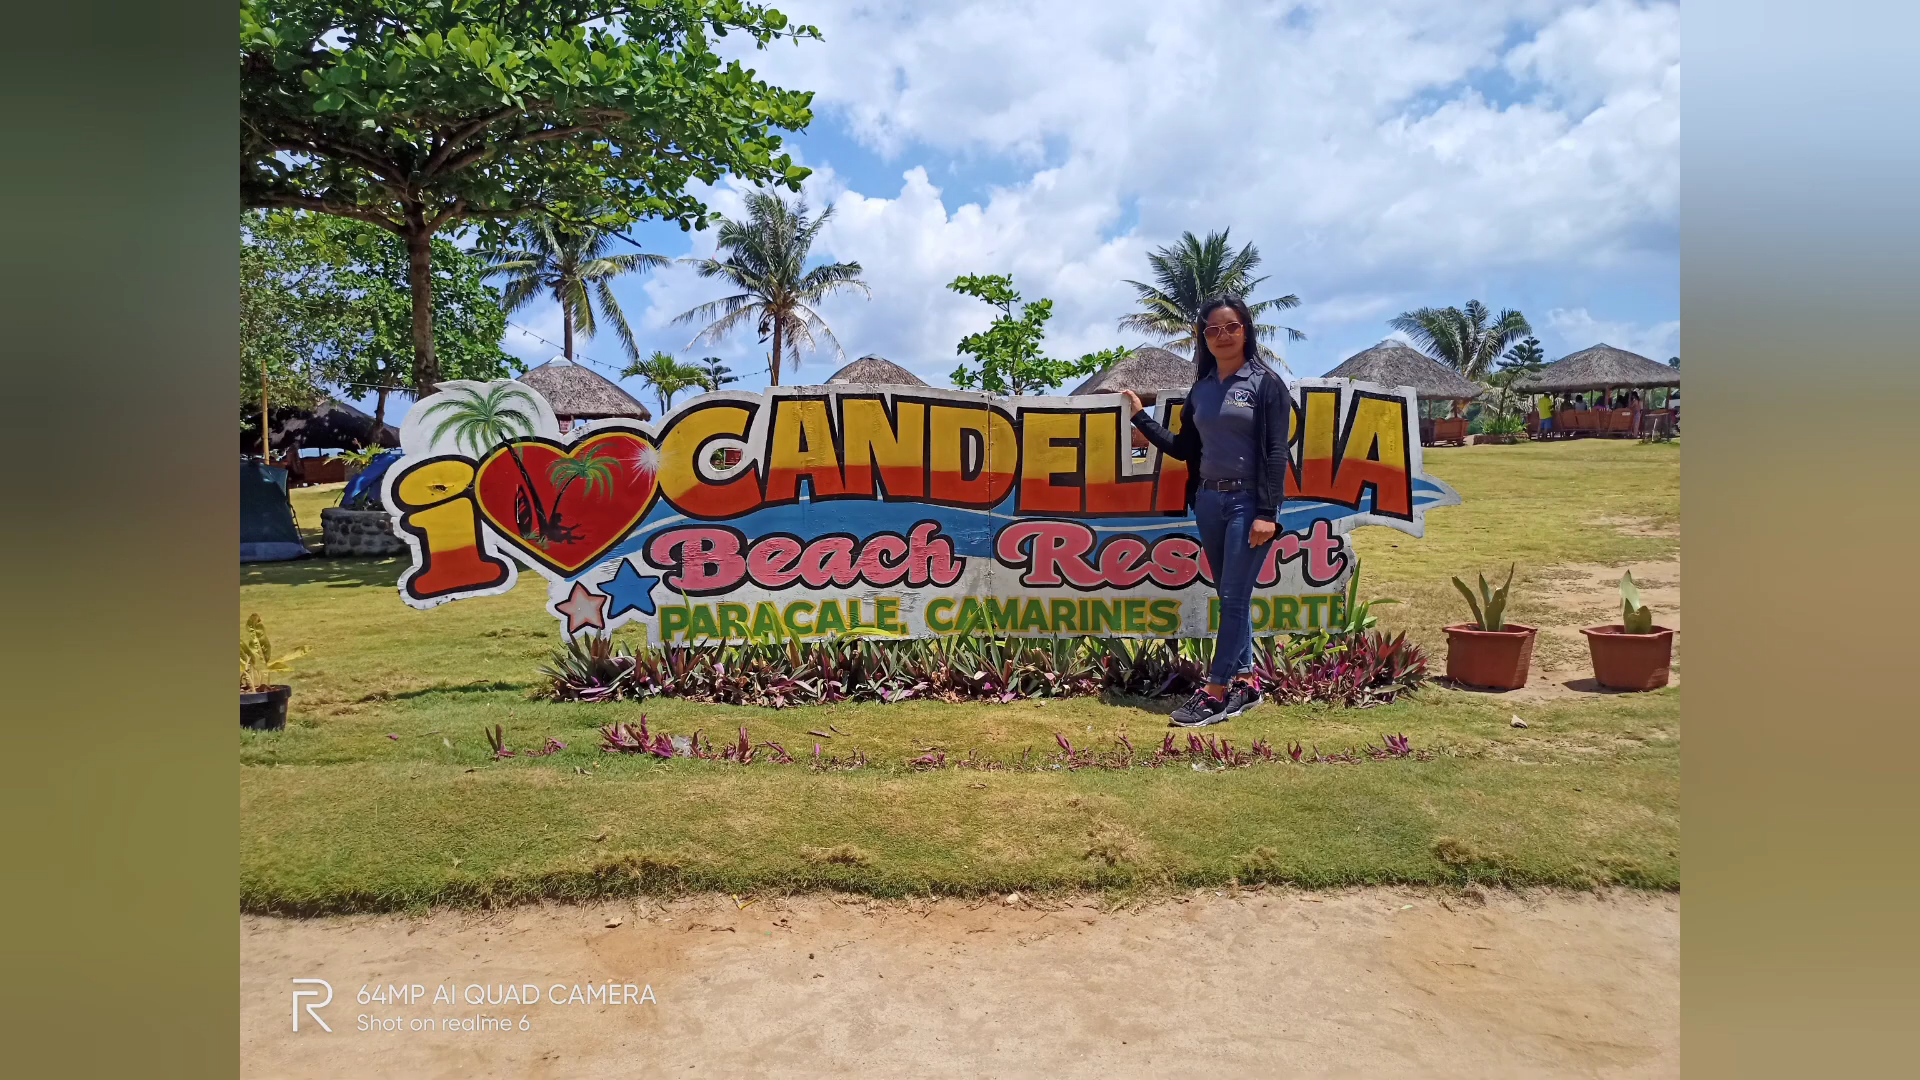 i CANDELARIA
Beach Resort
PARACALE, CAMARINES NORTE
64MP AI QUAD CAMERA
Shot on realme 6